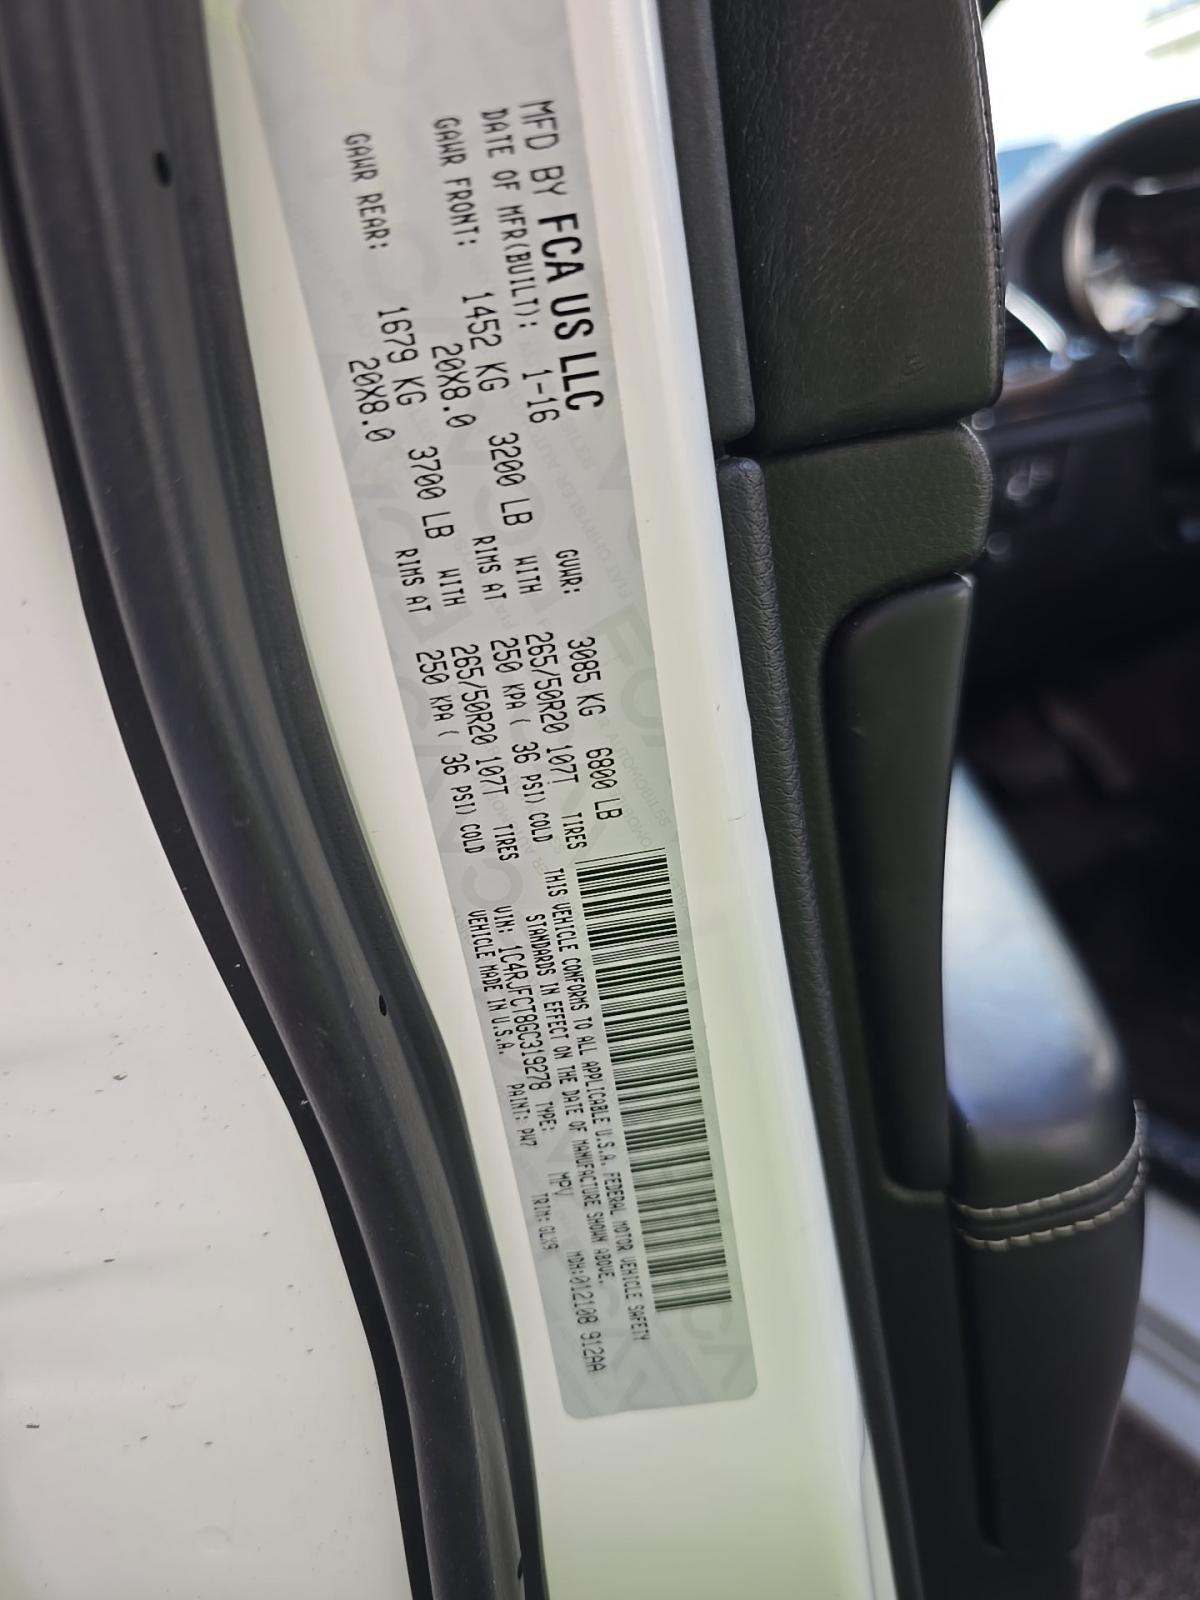 MFD BY FCA US LLC
DATE OF MFR(BUILT): 1-16 GVWR: 3085 KG 6800 LB
GAWR FRONT: 1452 KG 3200 LB WITH 265/50R20 107T TIRES
20X8.0 RIMS AT 250 KPA ( 36 PSI) COLD
GAWR REAR: 1679 KG 3700 LB WITH 265/50R20 107T TIRES
20X8.0 RIMS AT 250 KPA ( 36 PSI) COLD
THIS VEHICLE CONFORMS TO ALL APPLICABLE U.S.A. FEDERAL MOTOR VEHICLE SAFETY
STANDARDS IN EFFECT ON THE DATE OF MANUFACTURE SHOWN ABOVE.
VIN: 1C4RJFCT8GC319278 TYPE: MPV MDH:012108 912AA
VEHICLE MADE IN U.S.A. PAINT: PW7 TRIM: GLX9